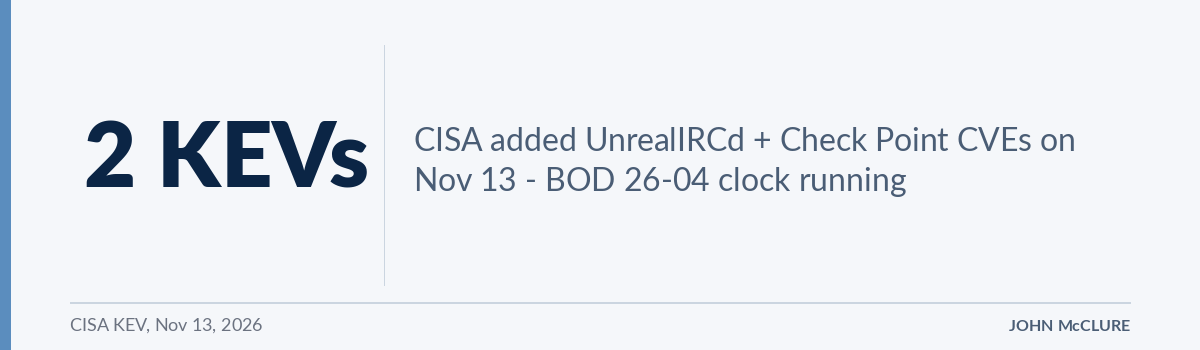 2 KEVs
CISA added UnrealIRCd + Check Point CVEs on
Nov 13 - BOD 26-04 clock running
CISA KEV, Nov 13, 2026
JOHN McCLURE